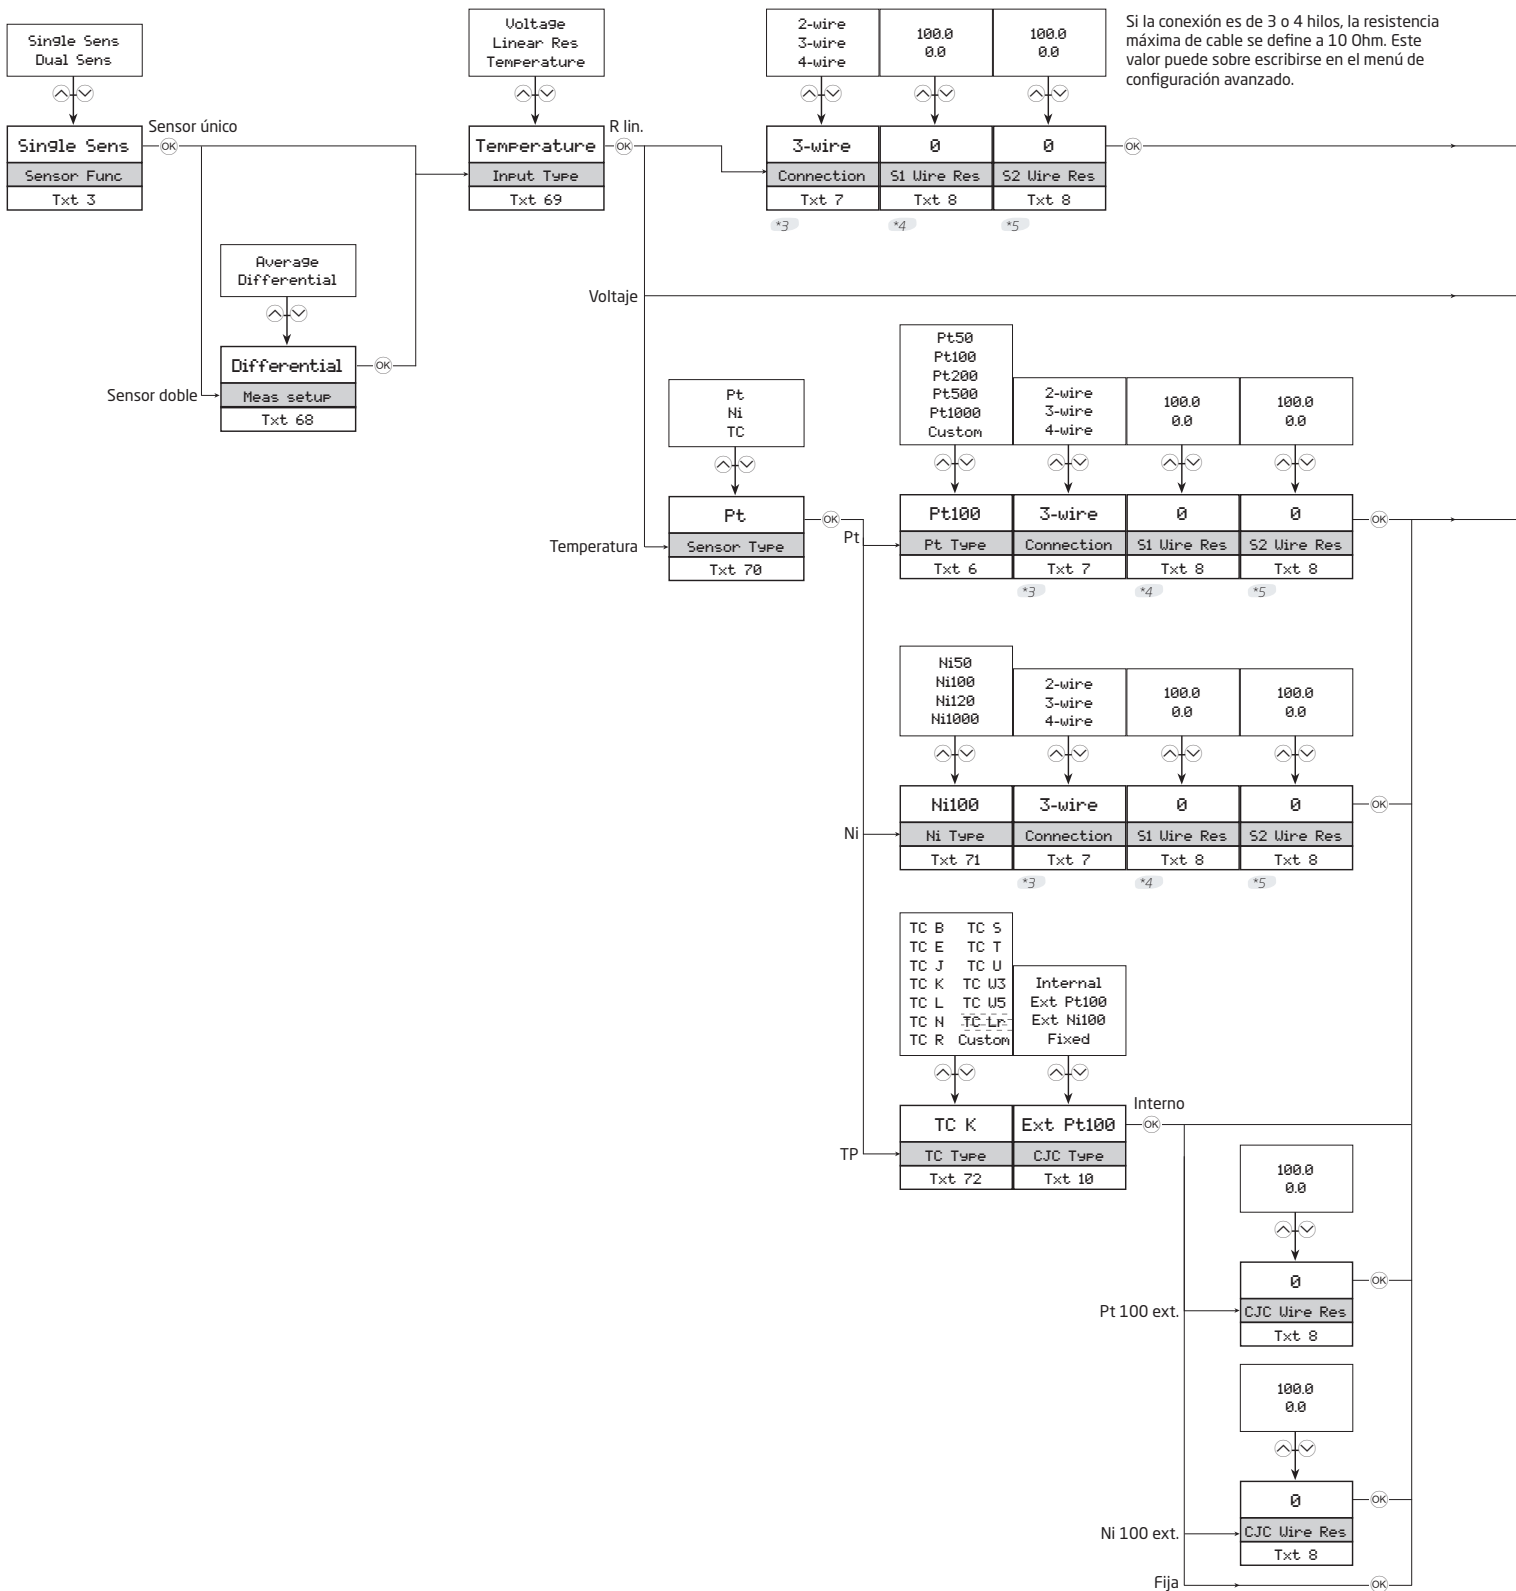 Single Sens
Dual Sens
Voltage
Linear Res
Temperature
2-wire
3-wire
4-wire
100.0
0.0
100.0
0.0
Si la conexión es de 3 o 4 hilos, la resistencia
máxima de cable se define a 10 Ohm. Este
valor puede sobre escribirse en el menú de
configuración avanzado.
Single Sens
Sensor Func
Txt 3
Sensor único
OK
Temperature
Input Type
Txt 69
R lin.
OK
3-wire
Connection
Txt 7
*3
0
S1 Wire Res
Txt 8
*4
0
S2 Wire Res
Txt 8
*5
OK
Average
Differential
Differential
Meas setup
Txt 68
OK
Sensor doble
Voltaje
Temperatura
Pt
Ni
TC
Pt
Sensor Type
Txt 70
OK
Pt
Pt50
Pt100
Pt200
Pt500
Pt1000
Custom
2-wire
3-wire
4-wire
100.0
0.0
100.0
0.0
Pt100
Pt Type
Txt 6
3-wire
Connection
Txt 7
*3
0
S1 Wire Res
Txt 8
*4
0
S2 Wire Res
Txt 8
*5
OK
Ni50
Ni100
Ni120
Ni1000
2-wire
3-wire
4-wire
100.0
0.0
100.0
0.0
Ni
Ni100
Ni Type
Txt 71
3-wire
Connection
Txt 7
*3
0
S1 Wire Res
Txt 8
*4
0
S2 Wire Res
Txt 8
*5
OK
TC B TC S
TC E TC T
TC J TC U
TC K TC W3
TC L TC W5
TC N TC Lr
TC R Custom
Internal
Ext Pt100
Ext Ni100
Fixed
TP
TC K
TC Type
Txt 72
Ext Pt100
CJC Type
Txt 10
Interno
OK
100.0
0.0
Pt 100 ext.
0
CJC Wire Res
Txt 8
OK
100.0
0.0
Ni 100 ext.
0
CJC Wire Res
Txt 8
OK
Fija
OK